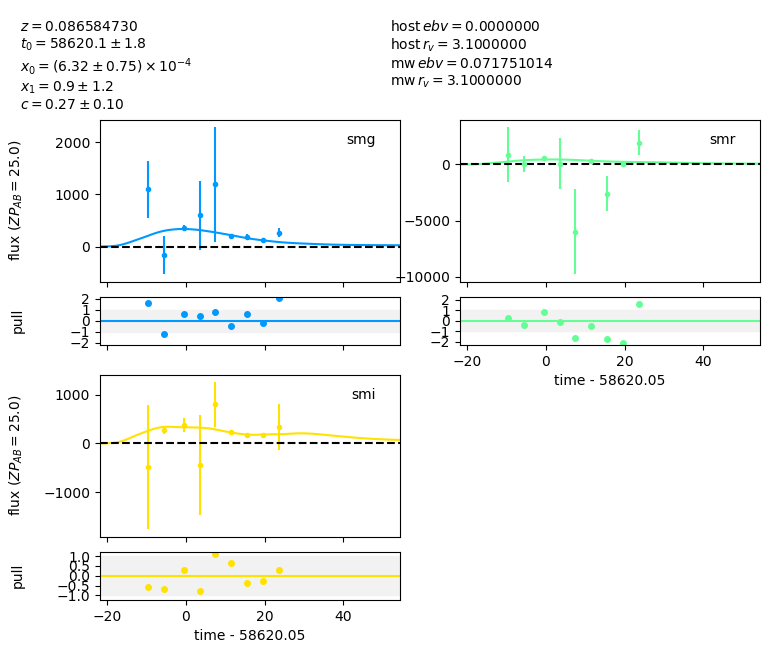 z = 0.086584730
t₀ = 58620.1 ± 1.8
x₀ = (6.32 ± 0.75) × 10⁻⁴
x₁ = 0.9 ± 1.2
c = 0.27 ± 0.10
host ebv = 0.0000000
host r_v = 3.1000000
mw ebv = 0.071751014
mw r_v = 3.1000000
flux (ZP_AB = 25.0)
2000
1000
0
smg
pull
2
1
0
−1
−2
0
−5000
−10000
smr
2
1
0
−1
−2
−20 0 20 40
time - 58620.05
flux (ZP_AB = 25.0)
1000
0
−1000
smi
pull
1.0
0.5
0.0
−0.5
−1.0
−20 0 20 40
time - 58620.05